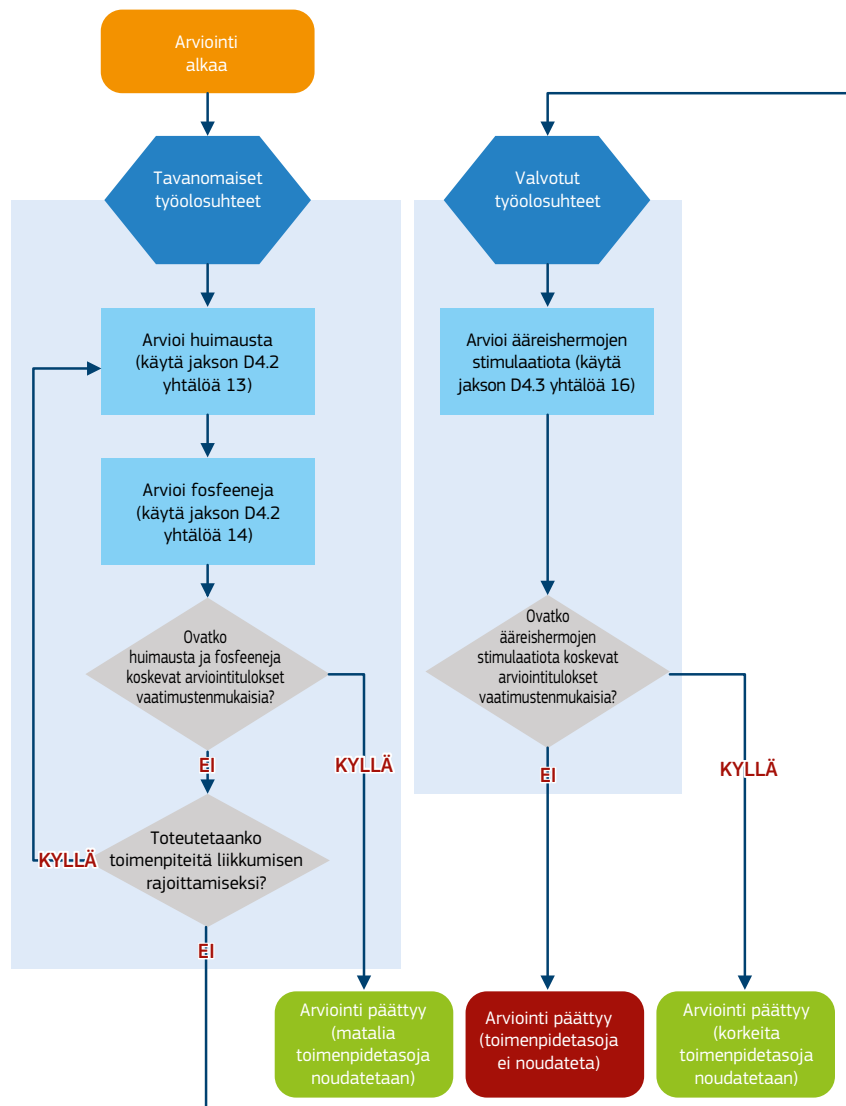 Arviointi
alkaa
Tavanomaiset
työolosuhteet
Arvioi huimausta
(käytä jakson D4.2
yhtälöä 13)
Arvioi fosfeeneja
(käytä jakson D4.2
yhtälöä 14)
Ovatko
huimausta ja fosfeeneja
koskevat arviointitulokset
vaatimustenmukaisia?
EI
KYLLÄ
Toteutetaanko
toimenpiteitä liikkumisen
rajoittamiseksi?
KYLLÄ
EI
Valvotut
työolosuhteet
Arvioi ääreishermojen
stimulaatiota (käytä
jakson D4.3 yhtälöä 16)
Ovatko
ääreishermojen
stimulaatiota koskevat
arviointitulokset
vaatimustenmukaisia?
EI
KYLLÄ
Arviointi päättyy
(matalia
toimenpidetasoja
noudatetaan)
Arviointi päättyy
(toimenpidetasoja
ei noudateta)
Arviointi päättyy
(korkeita
toimenpidetasoja
noudatetaan)